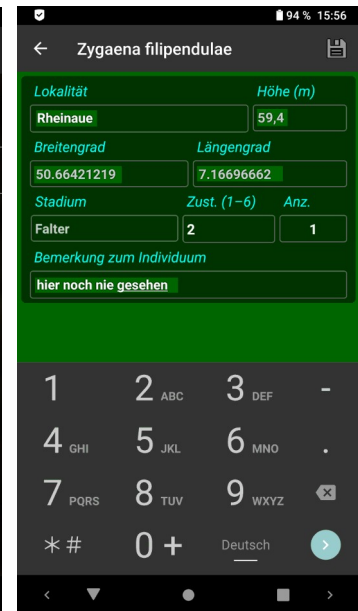 94 % 15:56
Zygaena filipendulae
Lokalität Höhe (m)
Rheinaue 59,4
Breitengrad Längengrad
50.66421219 7.16696662
Stadium Zust. (1–6) Anz.
Falter 2 1
Bemerkung zum Individuum
hier noch nie gesehen
1 2 ABC 3 DEF -
4 GHI 5 JKL 6 MNO .
7 PQRS 8 TUV 9 WXYZ
*# 0 + Deutsch